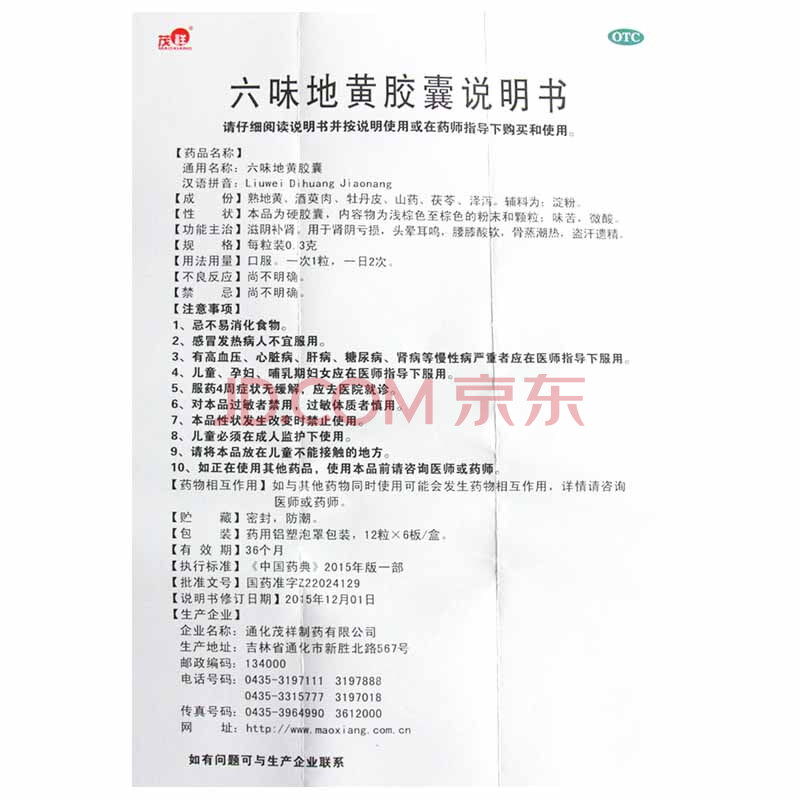 茂祥
MAOXIANG
OTC
六味地黄胶囊说明书
请仔细阅读说明书并按说明使用或在药师指导下购买和使用。
【药品名称】
通用名称：六味地黄胶囊
汉语拼音：Liuwei Dihuang Jiaonang
【成 份】熟地黄、酒萸肉、牡丹皮、山药、茯苓、泽泻。辅料为：淀粉。
【性 状】本品为硬胶囊，内容物为浅棕色至棕色的粉末和颗粒；味苦，微酸。
【功能主治】滋阴补肾。用于肾阴亏损，头晕耳鸣，腰膝酸软，骨蒸潮热，盗汗遗精。
【规 格】每粒装0.3克
【用法用量】口服。一次1粒，一日2次。
【不良反应】尚不明确。
【禁 忌】尚不明确。
【注意事项】
1、忌不易消化食物。
2、感冒发热病人不宜服用。
3、有高血压、心脏病、肝病、糖尿病、肾病等慢性病严重者应在医师指导下服用。
4、儿童、孕妇、哺乳期妇女应在医师指导下服用。
5、服药4周症状无缓解，应去医院就诊。
6、对本品过敏者禁用，过敏体质者慎用。
7、本品性状发生改变时禁止使用。
8、儿童必须在成人监护下使用。
9、请将本品放在儿童不能接触的地方。
10、如正在使用其他药品，使用本品前请咨询医师或药师。
【药物相互作用】如与其他药物同时使用可能会发生药物相互作用，详情请咨询
医师或药师。
【贮 藏】密封，防潮。
【包 装】药用铝塑泡罩包装，12粒×6板/盒。
【有 效 期】36个月
【执行标准】《中国药典》2015年版一部
【批准文号】国药准字Z22024129
【说明书修订日期】2015年12月01日
【生产企业】
企业名称：通化茂祥制药有限公司
生产地址：吉林省通化市新胜北路567号
邮政编码：134000
电话号码：0435-3197111 3197888
0435-3315777 3197018
传真号码：0435-3964990 3612000
网 址：http://www.maoxiang.com.cn
如有问题可与生产企业联系
JD.COM 京东